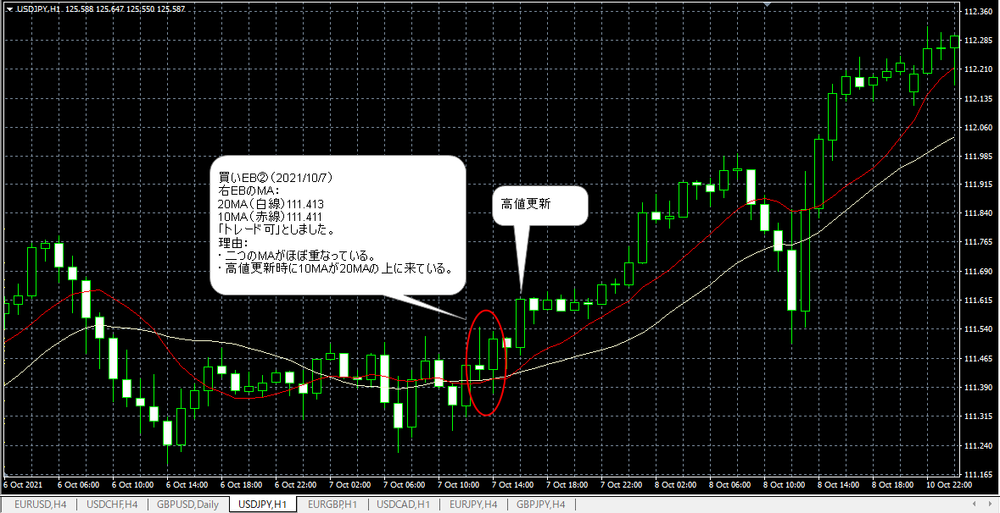 USDJPY,H1 125.588 125.647 125.550 125.587
112.360
112.285
112.210
112.135
112.060
111.985
111.915
111.840
111.765
111.690
111.615
111.540
111.465
111.390
111.315
111.240
111.165
買いEB②（2021/10/7）
右EBのMA：
20MA（白線）111.413
10MA（赤線）111.411
「トレード可」としました。
理由：
・二つのMAがほぼ重なっている。
・高値更新時に10MAが20MAの上に来ている。
高値更新
6 Oct 2021 6 Oct 06:00 6 Oct 10:00 6 Oct 14:00 6 Oct 18:00 6 Oct 22:00 7 Oct 02:00 7 Oct 06:00 7 Oct 10:00 7 Oct 14:00 7 Oct 18:00 7 Oct 22:00 8 Oct 02:00 8 Oct 06:00 8 Oct 10:00 8 Oct 14:00 8 Oct 18:00 10 Oct 22:00
EURUSD,H4 USDCHF,H4 GBPUSD,Daily USDJPY,H1 EURGBP,H1 USDCAD,H1 EURJPY,H4 GBPJPY,H4